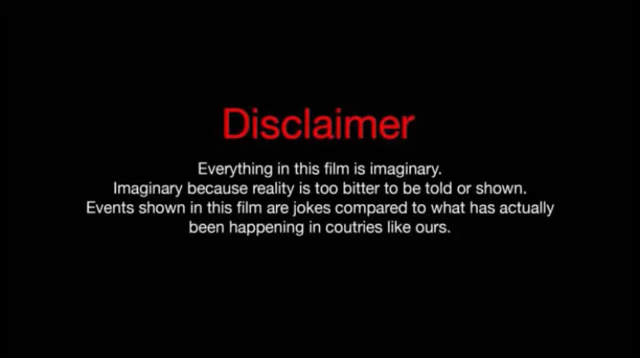 Disclaimer
Everything in this film is imaginary.
Imaginary because reality is too bitter to be told or shown.
Events shown in this film are jokes compared to what has actually
been happening in coutries like ours.